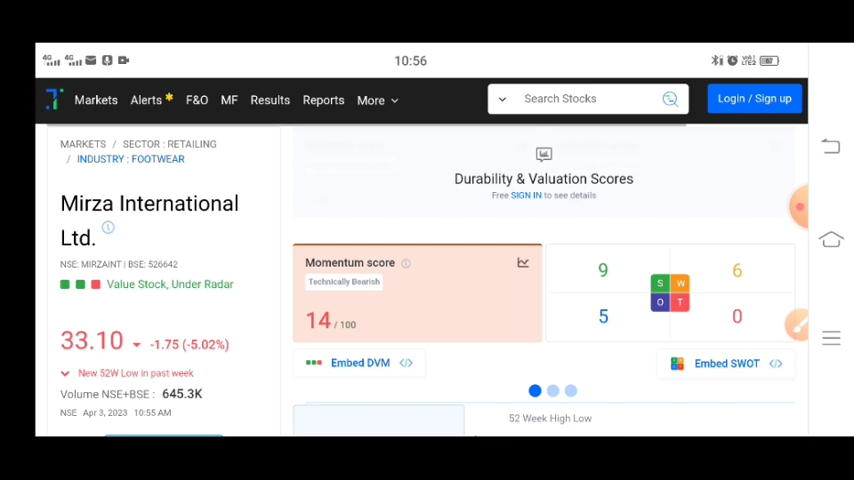 10:56
Markets Alerts F&O MF Results Reports More Search Stocks Login / Sign up
MARKETS / SECTOR : RETAILING
/ INDUSTRY : FOOTWEAR
Mirza International
Ltd.
NSE: MIRZAINT | BSE: 526642
Value Stock, Under Radar
33.10 -1.75 (-5.02%)
New 52W Low in past week
Volume NSE+BSE : 645.3K
NSE Apr 3, 2023 10:55 AM
Durability & Valuation Scores
Free SIGN IN to see details
Momentum score
Technically Bearish
14 / 100
9 6
S W
O T
5 0
Embed DVM
Embed SWOT
52 Week High Low